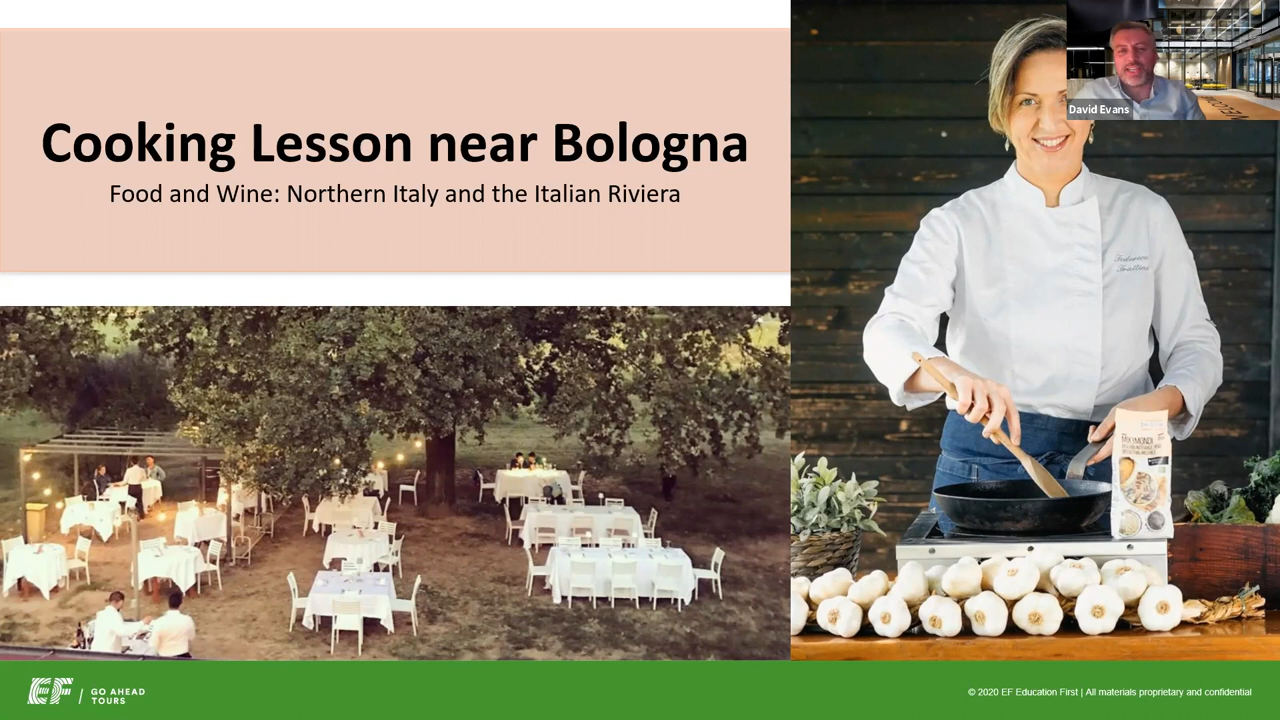 Cooking Lesson near Bologna
Food and Wine: Northern Italy and the Italian Riviera
David Evans
EF / GO AHEAD
TOURS
© 2020 EF Education First | All materials proprietary and confidential